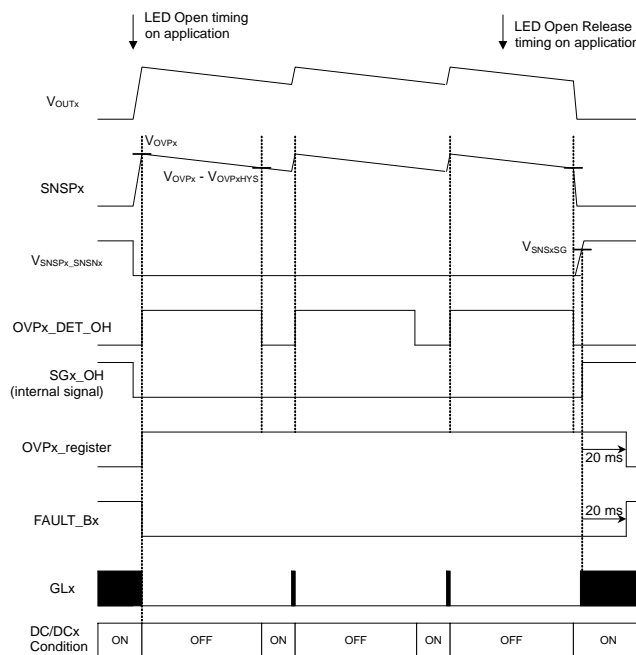 LED Open timing
on application
LED Open Release
timing on application
VOUTx
VOVPx
VOVPx - VOVPxHYS
SNSPx
VSNSPx_SNSNx
VSNSxSG
OVPx_DET_OH
SGx_OH
(internal signal)
OVPx_register
20 ms
FAULT_Bx
20 ms
GLx
DC/DCx
Condition
ON OFF ON OFF ON OFF ON